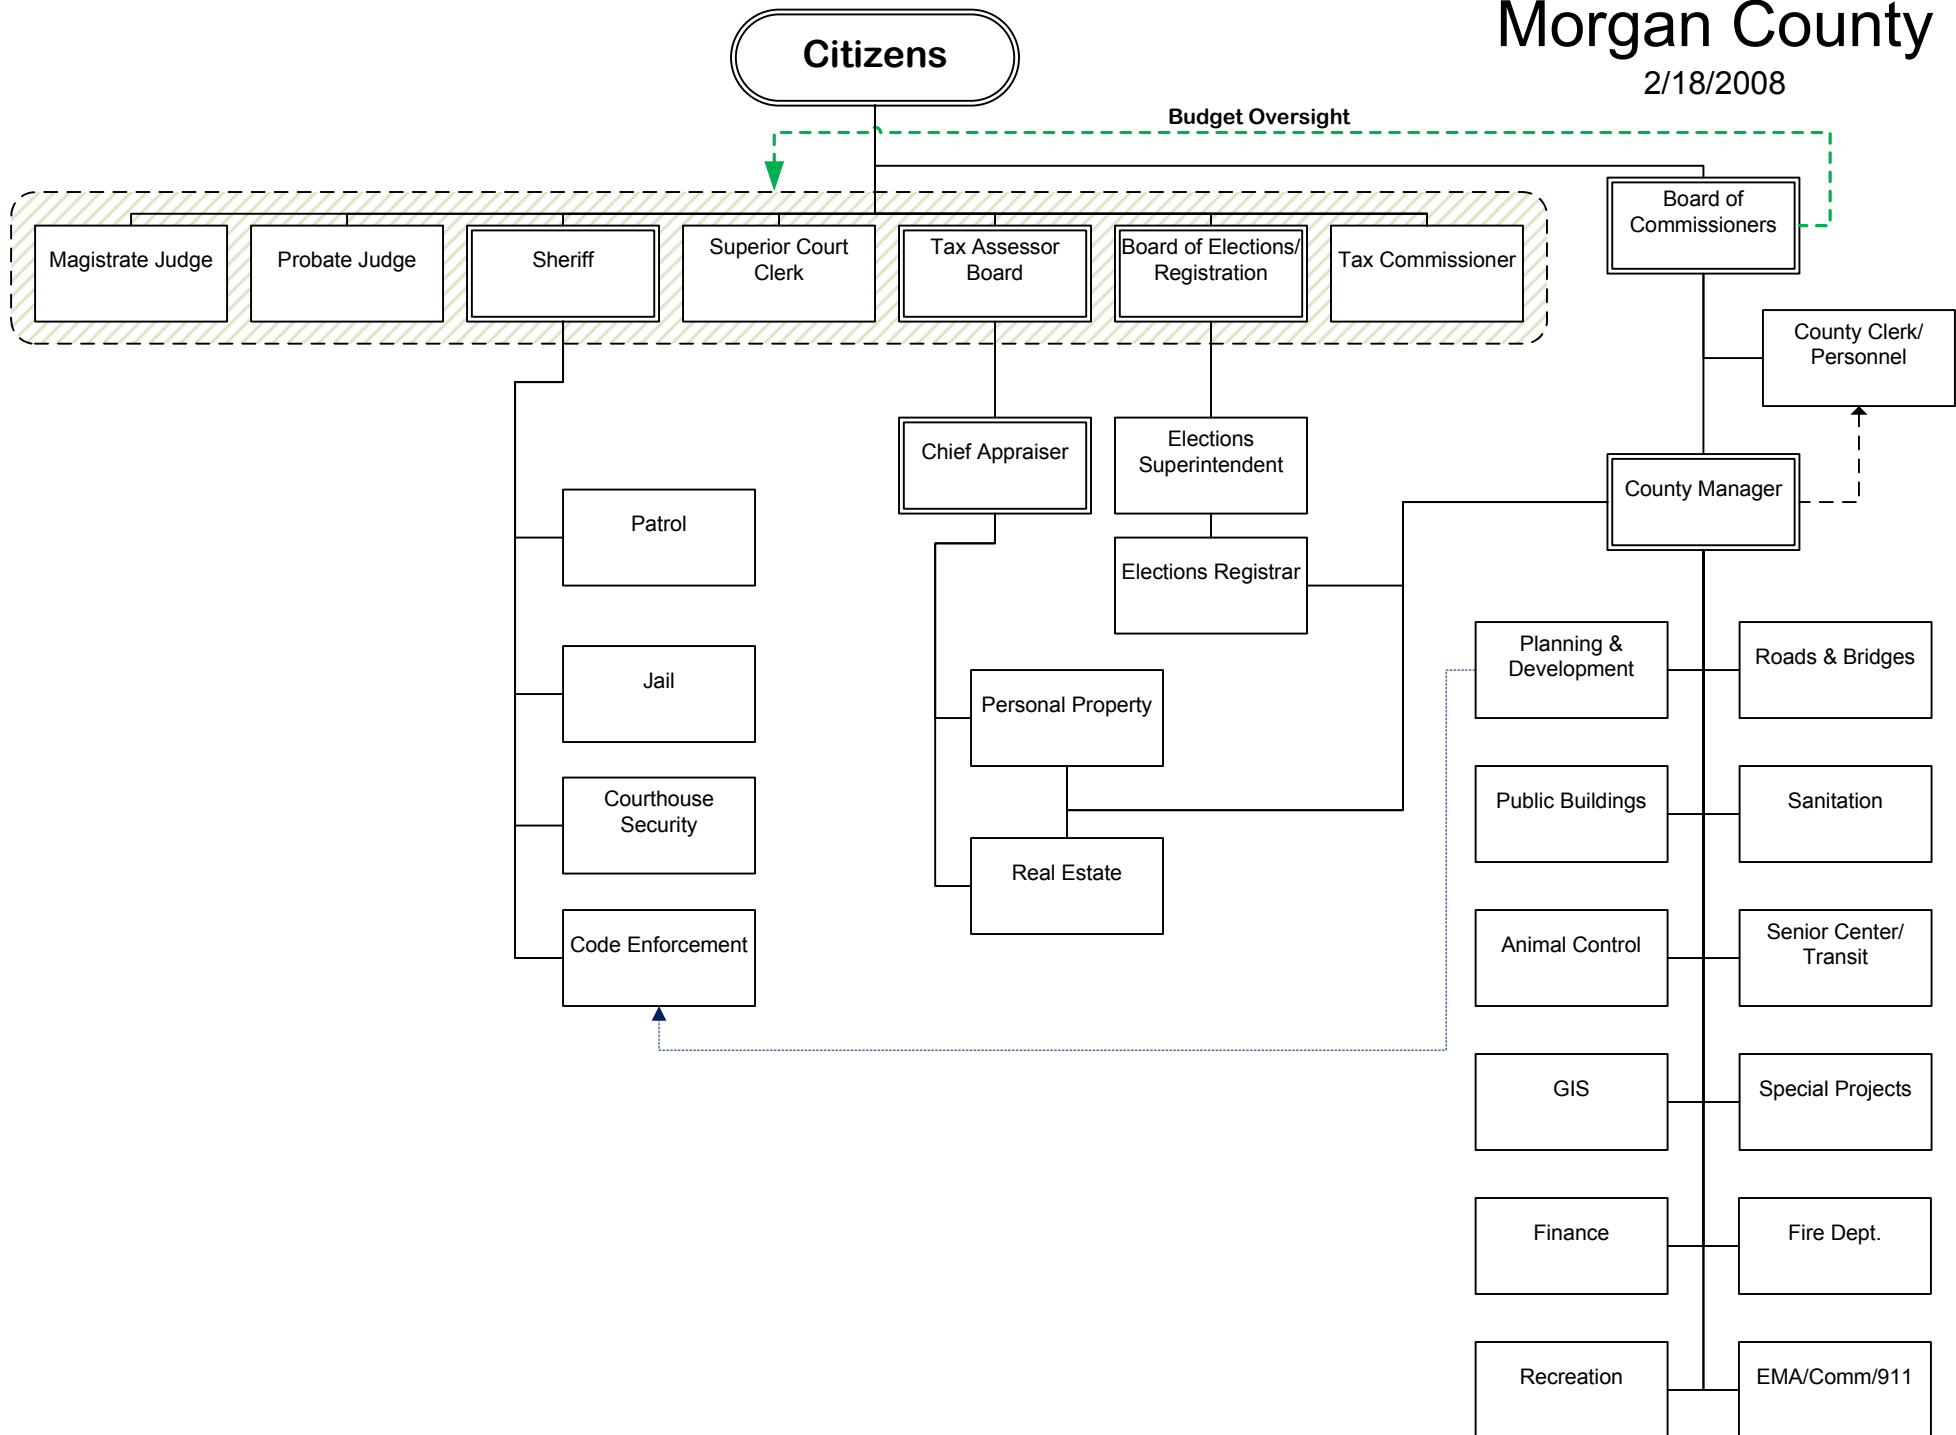 Morgan County
2/18/2008
Citizens
Budget Oversight
Board of
Commissioners
Magistrate Judge
Probate Judge
Sheriff
Superior Court
Clerk
Tax Assessor
Board
Board of Elections/
Registration
Tax Commissioner
County Clerk/
Personnel
Chief Appraiser
Elections
Superintendent
County Manager
Patrol
Elections Registrar
Planning &
Development
Roads & Bridges
Jail
Personal Property
Courthouse
Security
Public Buildings
Sanitation
Real Estate
Code Enforcement
Animal Control
Senior Center/
Transit
GIS
Special Projects
Finance
Fire Dept.
Recreation
EMA/Comm/911